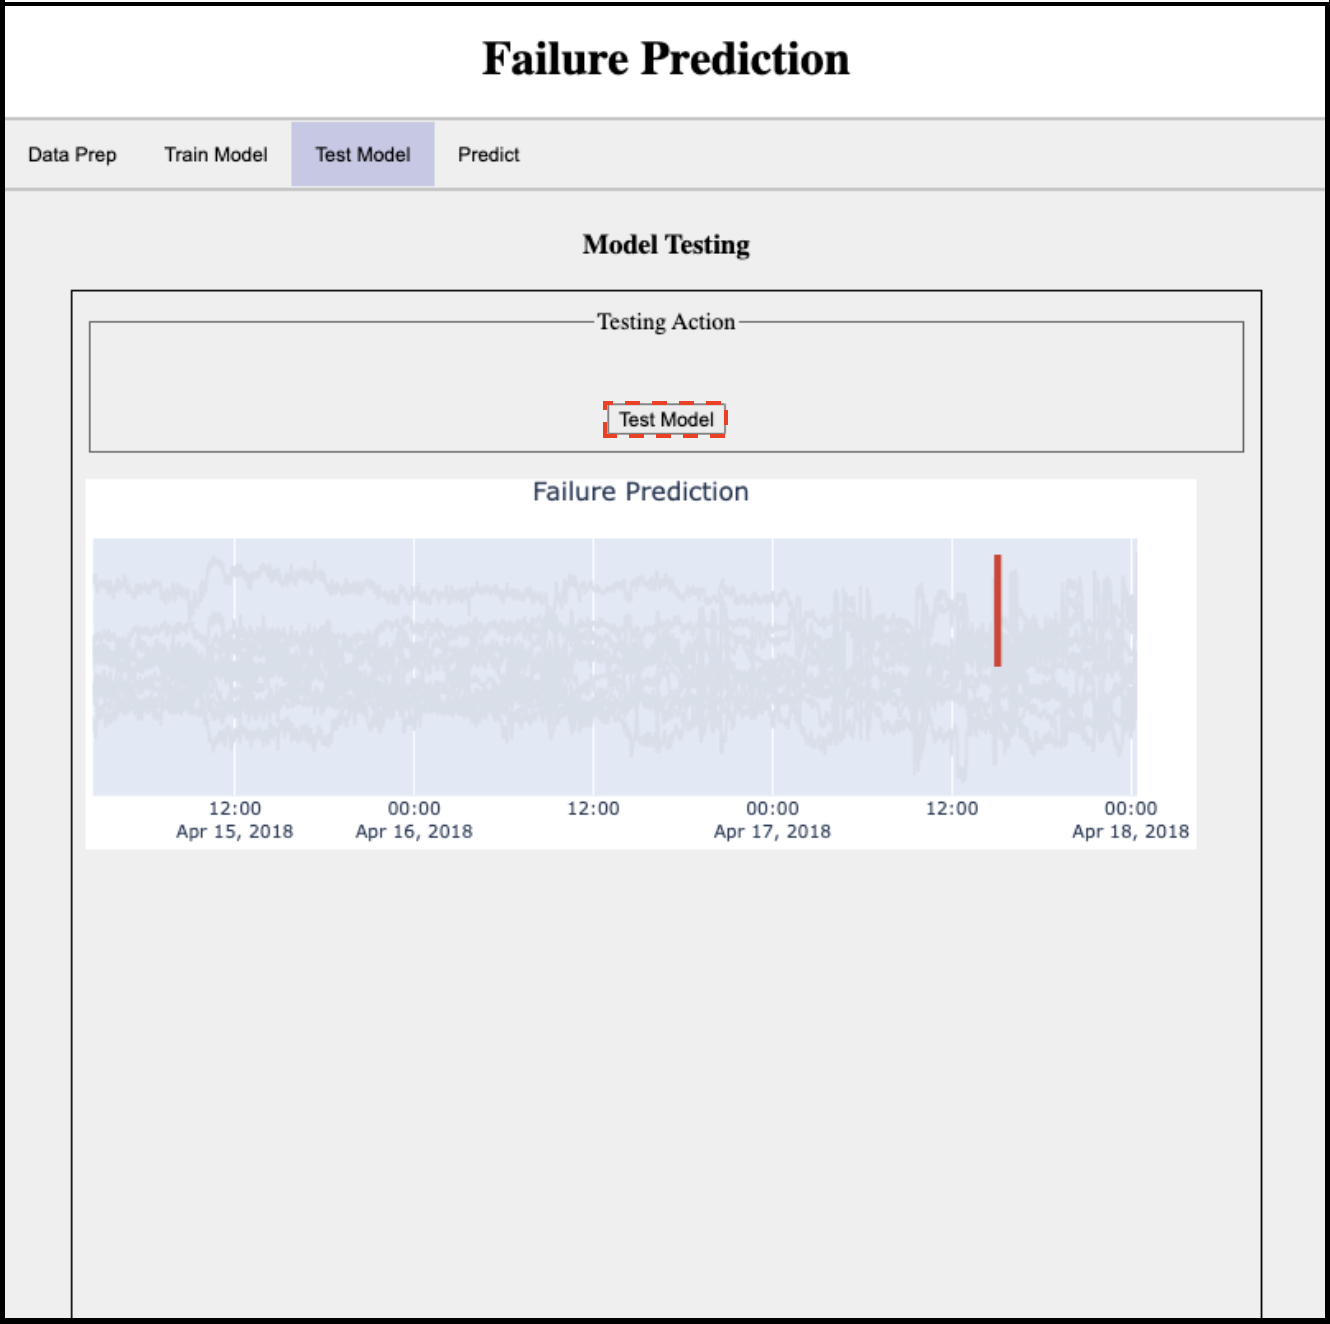 Failure Prediction
Data Prep Train Model Test Model Predict
Model Testing
Testing Action
Test Model
Failure Prediction
12:00 00:00 12:00 00:00 12:00 00:00
Apr 15, 2018 Apr 16, 2018 Apr 17, 2018 Apr 18, 2018